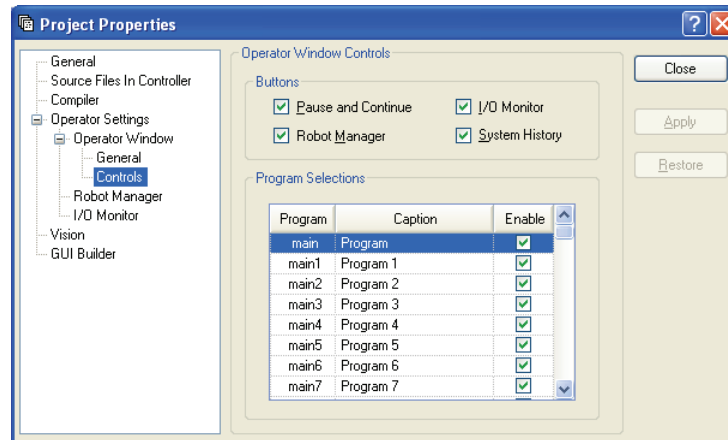 Project Properties
General
Source Files In Controller
Compiler
Operator Settings
Operator Window
General
Controls
Robot Manager
I/O Monitor
Vision
GUI Builder
Operator Window Controls
Buttons
Pause and Continue
I/O Monitor
Robot Manager
System History
Program Selections
Program Caption Enable
main Program
main1 Program 1
main2 Program 2
main3 Program 3
main4 Program 4
main5 Program 5
main6 Program 6
main7 Program 7
Close
Apply
Restore